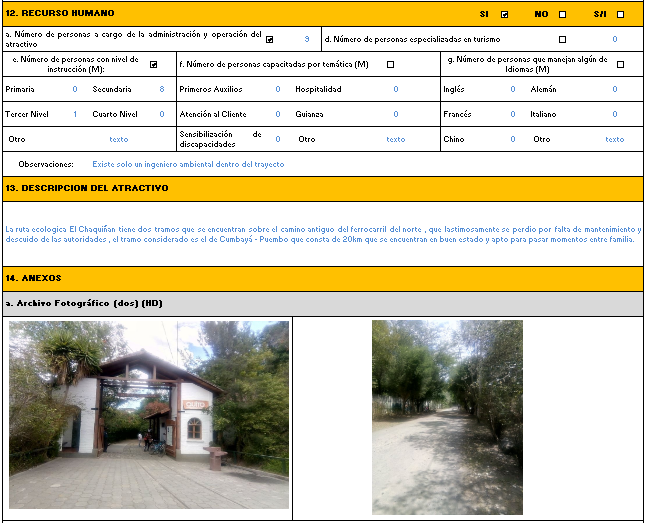 12. RECURSO HUMANO SI NO S/I
a. Número de personas a cargo de la administración y operación del atractivo 9 d. Número de personas especializadas en turismo 0
e. Número de personas con nivel de instrucción (M): f. Número de personas capacitadas por temática (M) g. Número de personas que manejan algún de Idiomas (M)
Primaria 0 Secundaria 8 Primeros Auxilios 0 Hospitalidad 0 Inglés 0 Alemán 0
Tercer Nivel 1 Cuarto Nivel 0 Atención al Cliente 0 Guianza 0 Francés 0 Italiano 0
Otro texto Sensibilización de discapacidades 0 Otro texto Chino 0 Otro texto
Observaciones: Existe solo un ingeniero ambiental dentro del trayecto
13. DESCRIPCION DEL ATRACTIVO
La ruta ecologica El Chaquiñan tiene dos tramos que se encuentran sobre el camino antiguo del ferrocarril del norte , que lastimosamente se perdio por falta de mantenimiento y
descuido de las autoridades , el tramo considerado es el de Cumbayá - Puembo que consta de 20km que se encuentran en buen estado y apto para pasar momentos entre familia.
14. ANEXOS
a. Archivo Fotográfico (dos) (HD)
QUITO